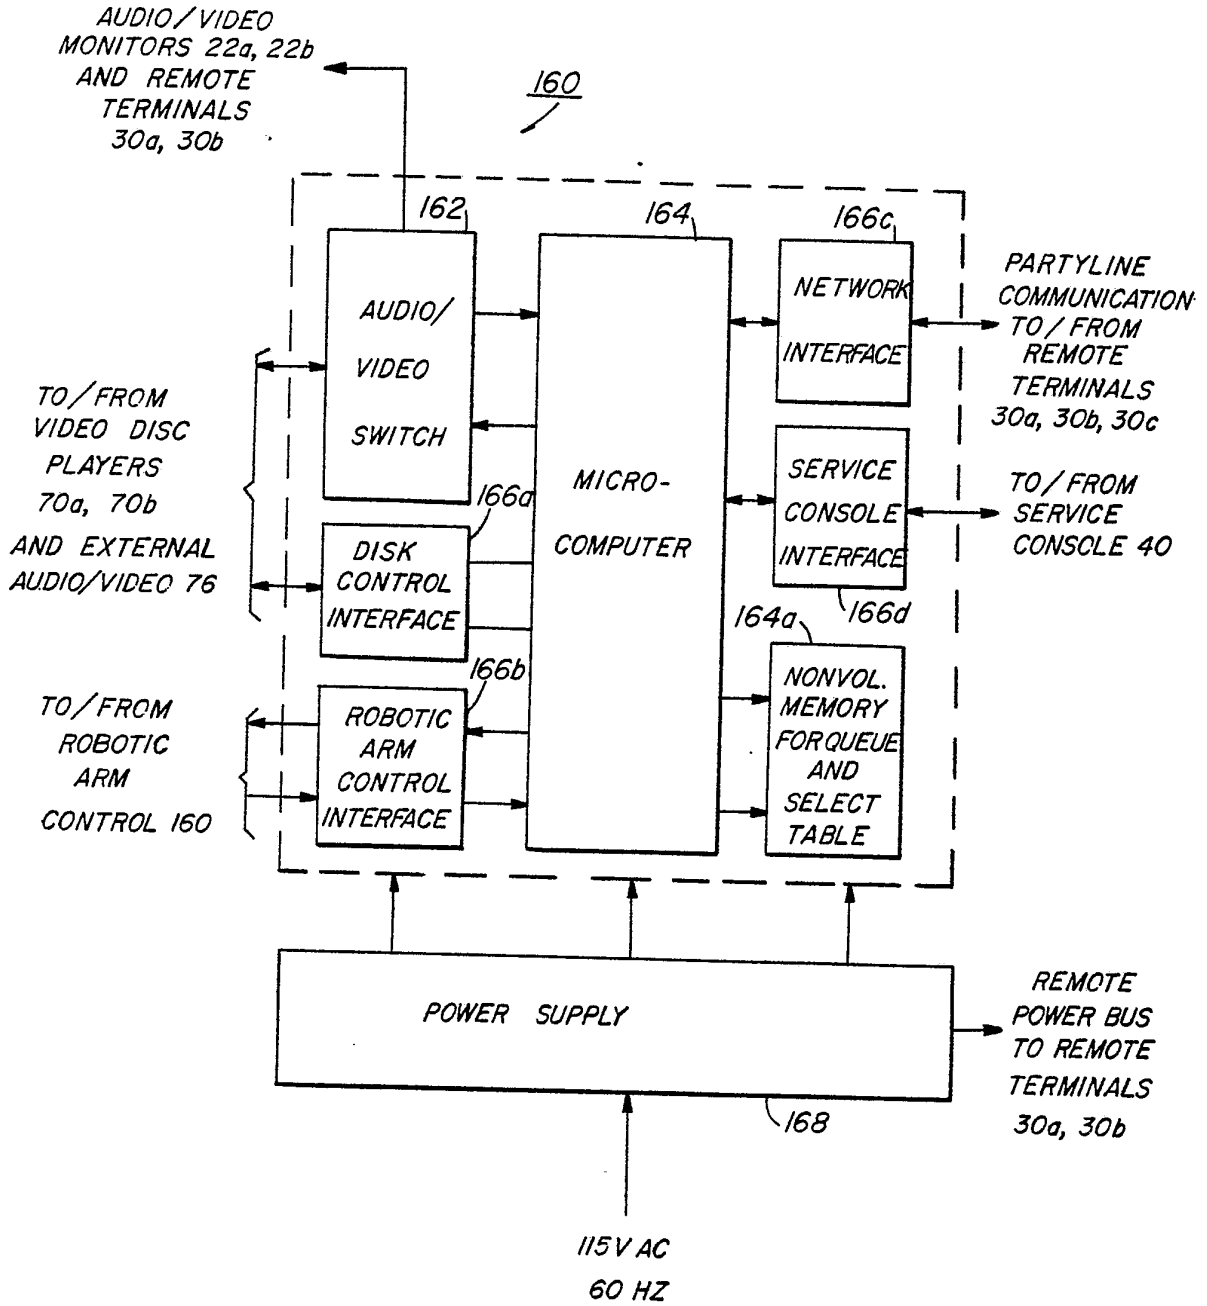 AUDIO/VIDEO
MONITORS 22a, 22b
AND REMOTE
TERMINALS
30a, 30b
160
162
164
166c
AUDIO/
VIDEO
SWITCH
MICRO-
COMPUTER
NETWORK
INTERFACE
PARTYLINE
COMMUNICATION
TO/FROM
REMOTE
TERMINALS
30a, 30b, 30c
TO/FROM
VIDEO DISC
PLAYERS
70a, 70b
AND EXTERNAL
AUDIO/VIDEO 76
166a
DISK
CONTROL
INTERFACE
SERVICE
CONSOLE
INTERFACE
166d
TO/FROM
SERVICE
CONSOLE 40
164a
NONVOL.
MEMORY
FOR QUEUE
AND
SELECT
TABLE
166b
ROBOTIC
ARM
CONTROL
INTERFACE
TO/FROM
ROBOTIC
ARM
CONTROL 160
POWER SUPPLY
168
REMOTE
POWER BUS
TO REMOTE
TERMINALS
30a, 30b
115V AC
60 HZ